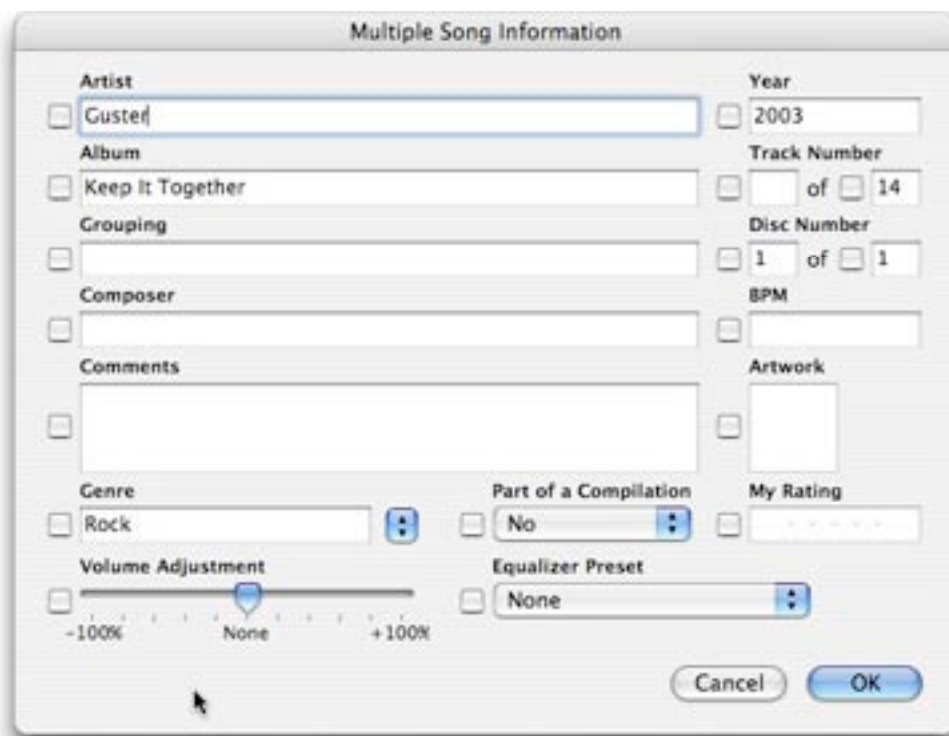 Multiple Song Information
Artist Year
Guster 2003
Album Track Number
Keep It Together of 14
Grouping Disc Number
1 of 1
Composer BPM
Comments Artwork
Genre Part of a Compilation My Rating
Rock No
Volume Adjustment Equalizer Preset
None
-100% None +100%
Cancel OK